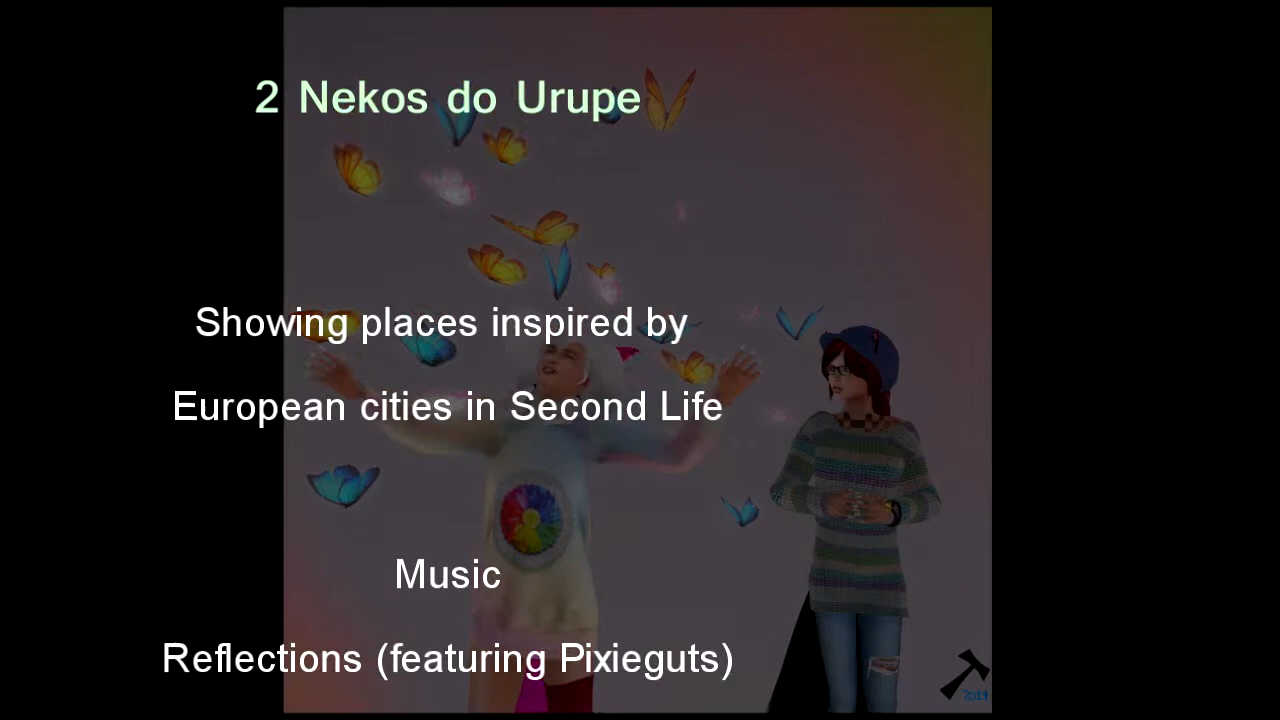 2 Nekos do Urupe
Showing places inspired by
European cities in Second Life
Music
Reflections (featuring Pixieguts)